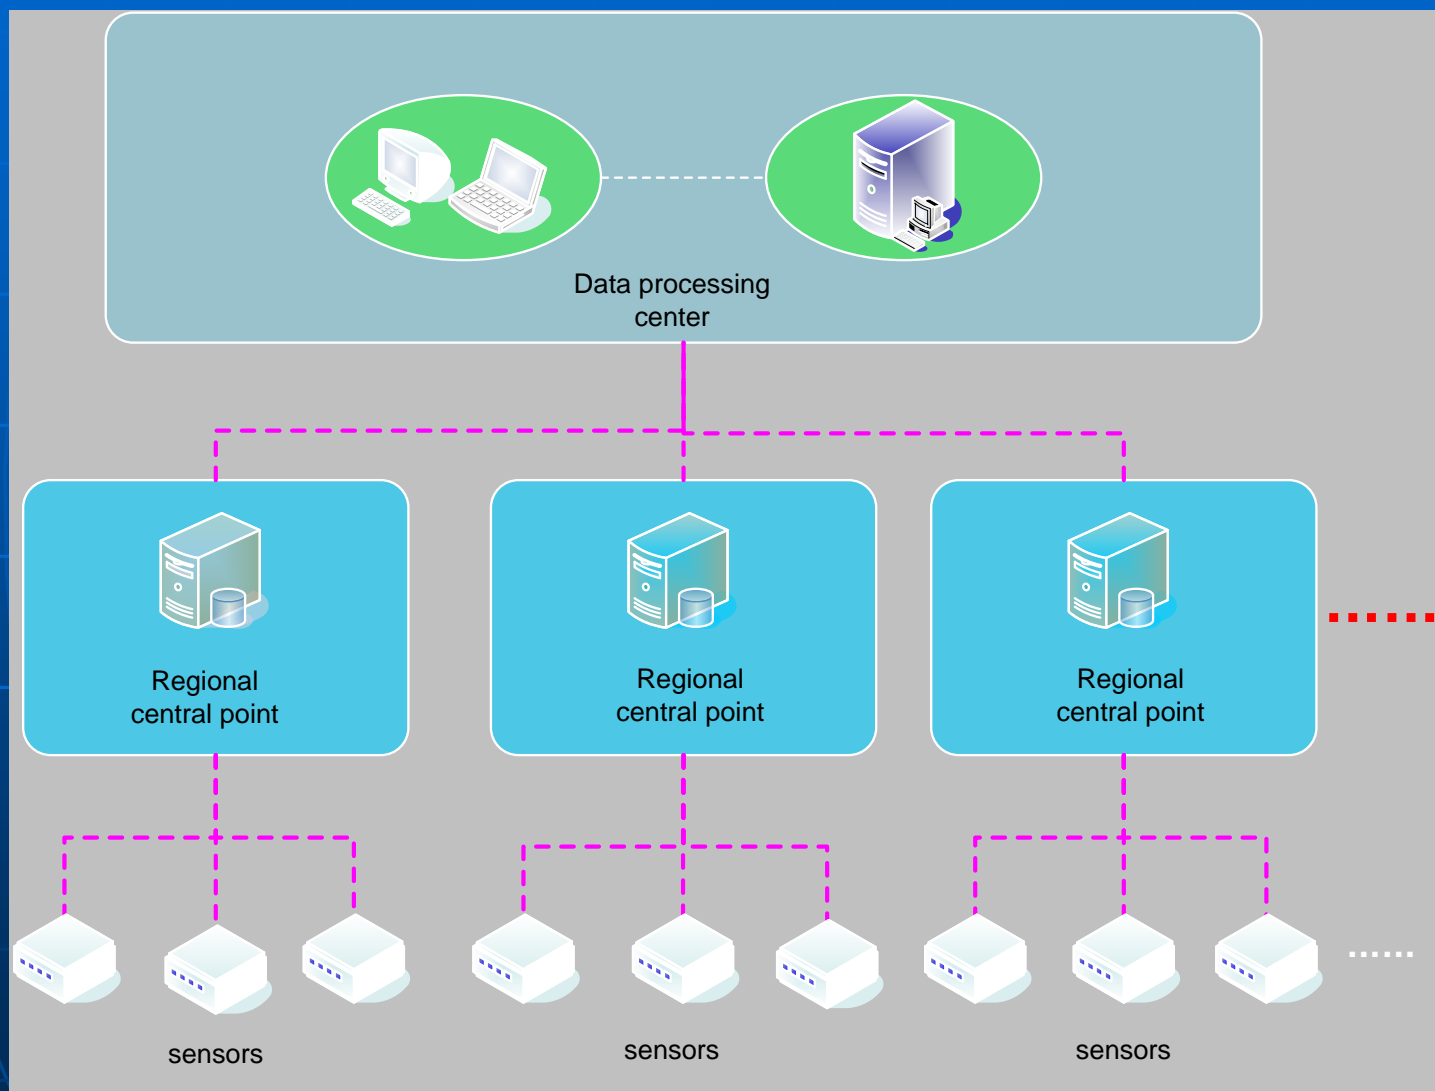 Data processing
center
Regional
central point
Regional
central point
Regional
central point
sensors
sensors
sensors